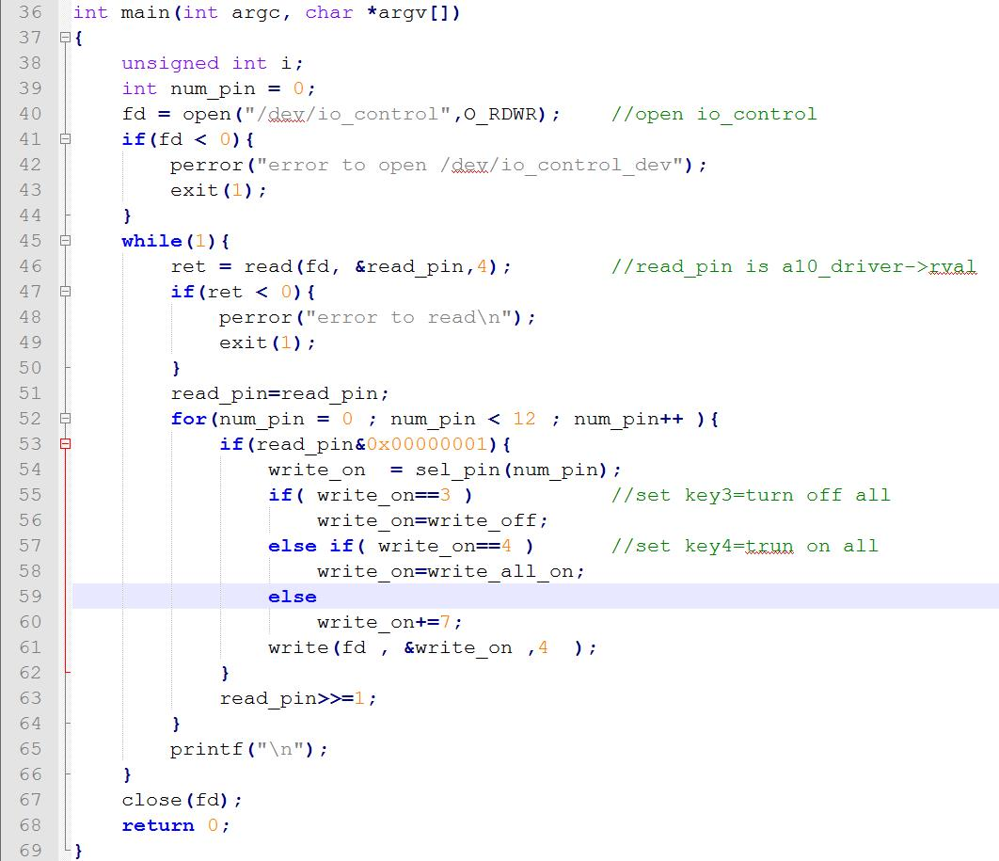 36 int main(int argc, char *argv[])
37 {
38     unsigned int i;
39     int num_pin = 0;
40     fd = open("/dev/io_control",O_RDWR);    //open io_control
41     if(fd < 0){
42         perror("error to open /dev/io_control_dev");
43         exit(1);
44     }
45     while(1){
46         ret = read(fd, &read_pin,4);        //read_pin is a10_driver->rval
47         if(ret < 0){
48             perror("error to read\n");
49             exit(1);
50         }
51         read_pin=read_pin;
52         for(num_pin = 0 ; num_pin < 12 ; num_pin++ ){
53             if(read_pin&0x00000001){
54                 write_on  = sel_pin(num_pin);
55                 if( write_on==3 )           //set key3=turn off all
56                     write_on=write_off;
57                 else if( write_on==4 )      //set key4=trun on all
58                     write_on=write_all_on;
59                 else
60                     write_on+=7;
61                 write(fd , &write_on ,4  );
62             }
63             read_pin>>=1;
64         }
65         printf("\n");
66     }
67     close(fd);
68     return 0;
69 }